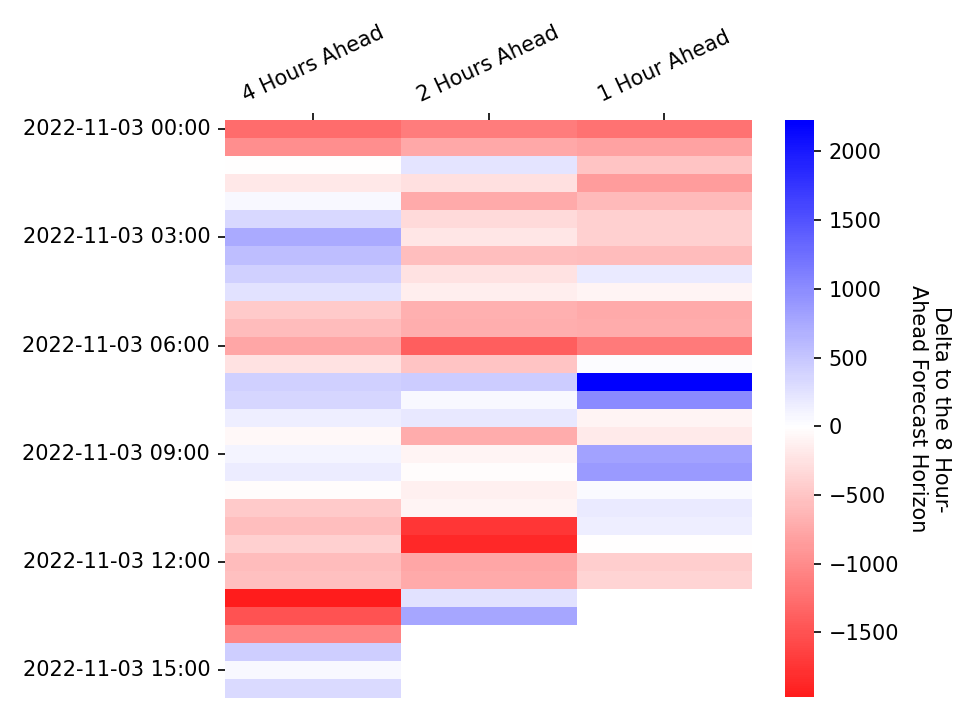 4 Hours Ahead
2 Hours Ahead
1 Hour Ahead
2022-11-03 00:00
2022-11-03 03:00
2022-11-03 06:00
2022-11-03 09:00
2022-11-03 12:00
2022-11-03 15:00
2000
1500
1000
500
0
−500
−1000
−1500
Delta to the 8 Hour-
Ahead Forecast Horizon